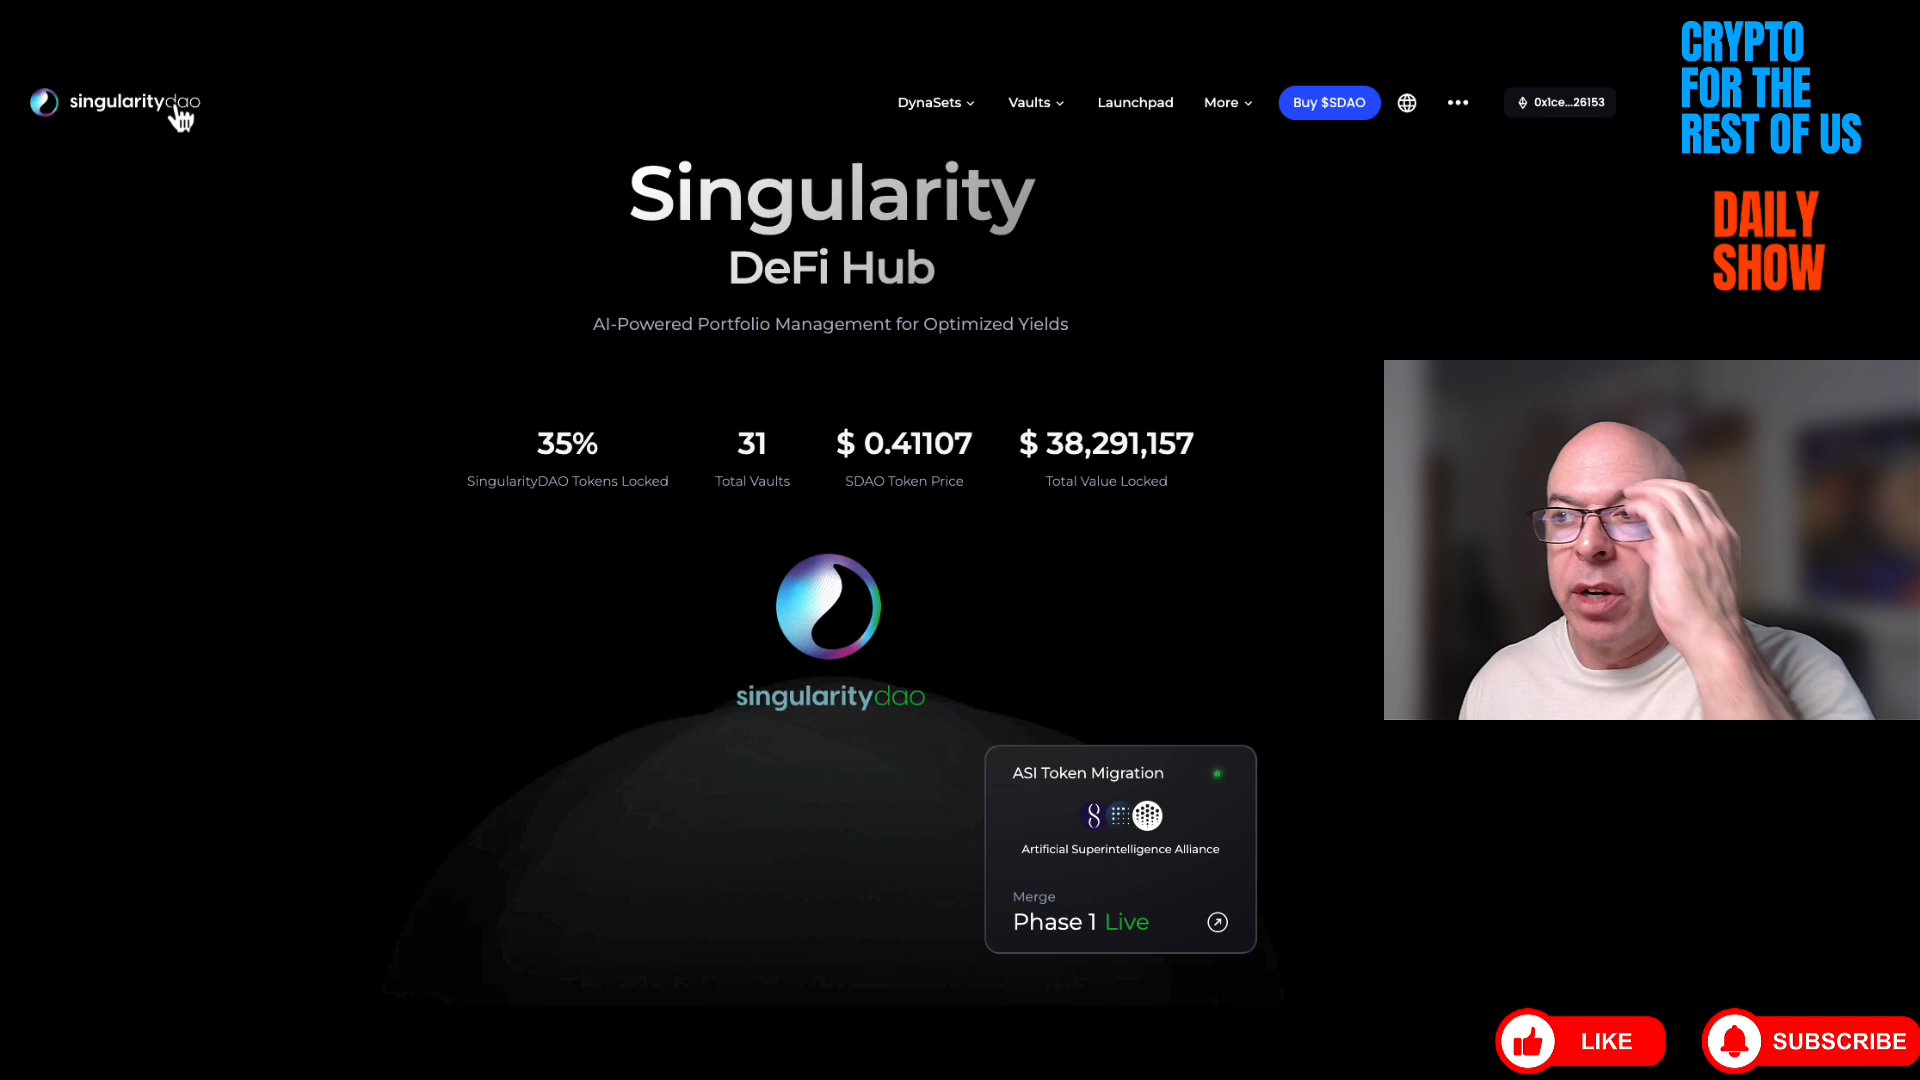 singularitydao
DynaSets
Vaults
Launchpad
More
Buy $SDAO
0x1ce...26153
CRYPTO
FOR THE
REST OF US
DAILY
SHOW
Singularity
DeFi Hub
AI-Powered Portfolio Management for Optimized Yields
35%
SingularityDAO Tokens Locked
31
Total Vaults
$ 0.41107
SDAO Token Price
$ 38,291,157
Total Value Locked
singularitydao
ASI Token Migration
Artificial Superintelligence Alliance
Merge
Phase 1 Live
LIKE
SUBSCRIBE